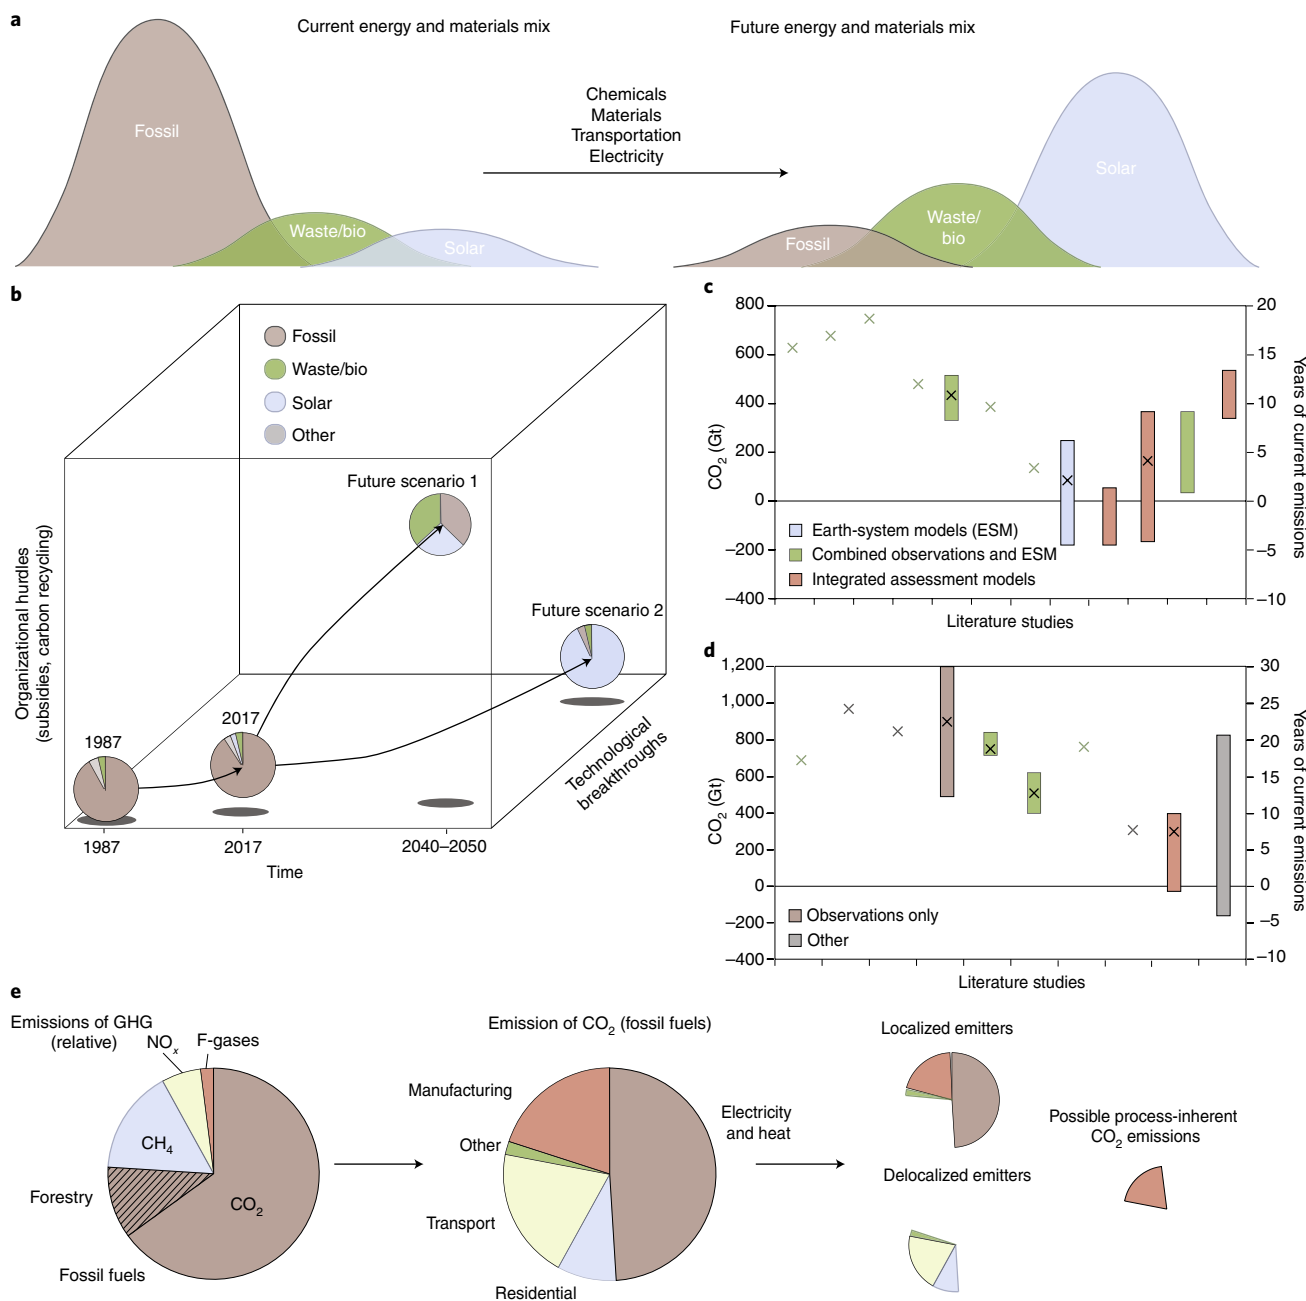 a
Current energy and materials mix
Future energy and materials mix
Fossil
Waste/bio
Solar
Chemicals
Materials
Transportation
Electricity
Fossil
Waste/
bio
Solar
b
Fossil
Waste/bio
Solar
Other
Future scenario 1
Future scenario 2
1987
2017
Organizational hurdles
(subsidies, carbon recycling)
Technological
breakthroughs
1987
2017
2040–2050
Time
c
800
600
400
200
0
–200
–400
CO2 (Gt)
20
15
10
5
0
–5
–10
Years of current emissions
Earth-system models (ESM)
Combined observations and ESM
Integrated assessment models
Literature studies
d
1,200
1,000
800
600
400
200
0
–200
–400
CO2 (Gt)
30
25
20
15
10
5
0
–5
–10
Years of current emissions
Observations only
Other
Literature studies
e
Emissions of GHG
(relative)
NOx
F-gases
CH4
Forestry
CO2
Fossil fuels
Emission of CO2 (fossil fuels)
Manufacturing
Other
Transport
Residential
Electricity
and heat
Localized emitters
Delocalized emitters
Possible process-inherent
CO2 emissions